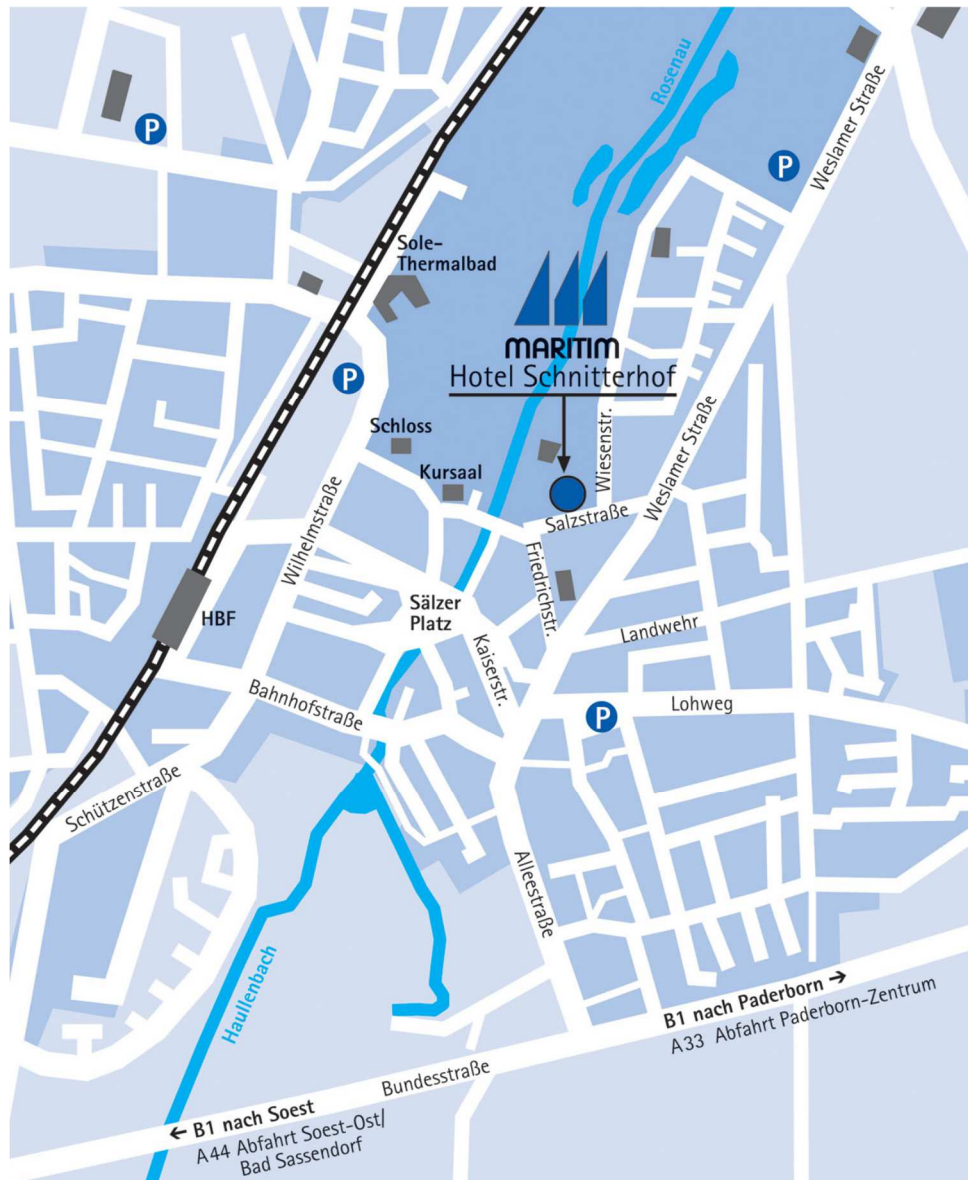 Rosenau
Weslamer Straße
P
P
Sole-
Thermalbad
MARITIM
Hotel Schnitterhof
P
Schloss
Kursaal
Wiesenstr.
Weslamer Straße
Salzstraße
Wilhelmstraße
Friedrichstr.
HBF
Sälzer
Platz
Landwehr
Kaiserstr.
Bahnhofstraße
P
Lohweg
Schützenstraße
Alleestraße
Haullenbach
B1 nach Paderborn →
A33 Abfahrt Paderborn-Zentrum
Bundesstraße
← B1 nach Soest
A44 Abfahrt Soest-Ost/
Bad Sassendorf